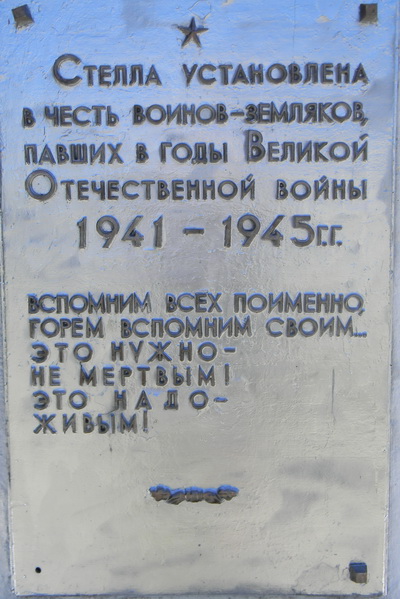 Стелла установлена
в честь воинов-земляков,
павших в годы Великой
Отечественной войны
1941 – 1945г.г.
ВСПОМНИМ ВСЕХ ПОИМЕННО,
ГОРЕМ ВСПОМНИМ СВОИМ...
ЭТО НУЖНО-
НЕ МЕРТВЫМ!
ЭТО НАДО-
ЖИВЫМ!